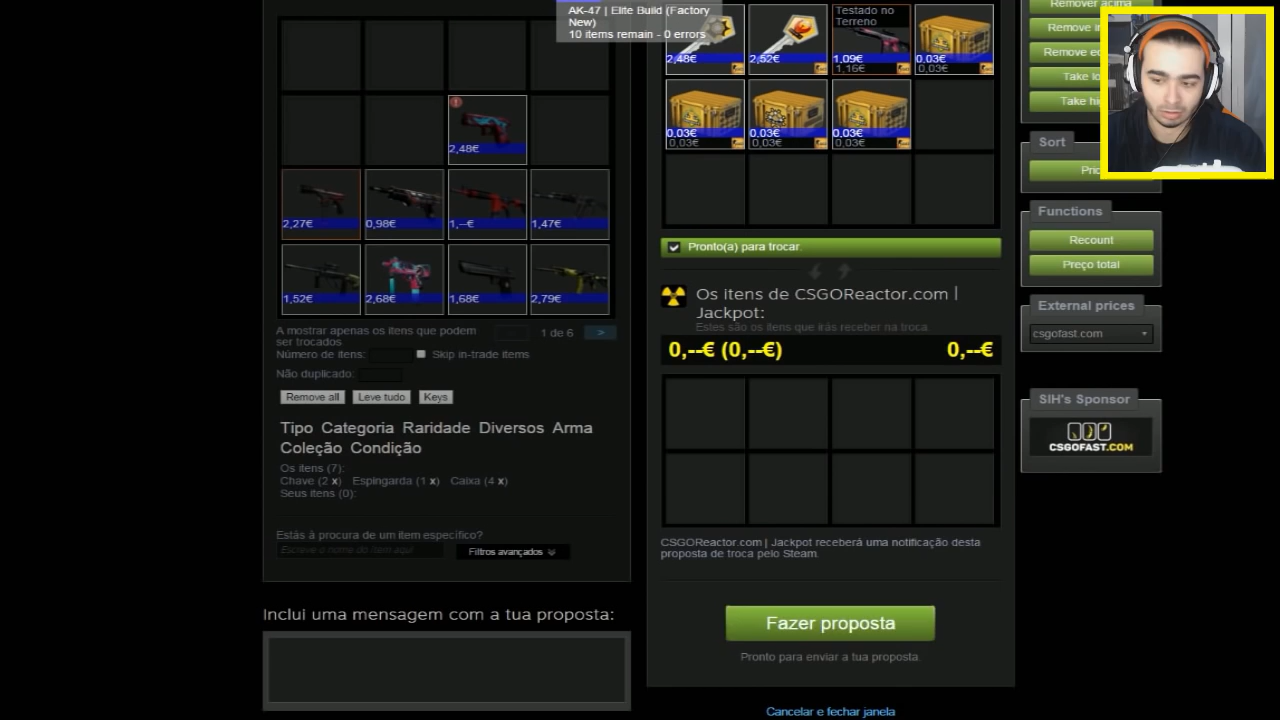 AK-47 | Elite Build (Factory
New)
10 items remain - 0 errors
2,48€
2,27€
0,98€
1,--€
1,47€
1,52€
2,68€
1,68€
2,79€
A mostrar apenas os itens que podem
ser trocados
1 de 6
>
Número de itens:
Skip in-trade items
Não duplicado:
Remove all
Leve tudo
Keys
Tipo Categoria Raridade Diversos Arma
Coleção Condição
Os itens (7):
Chave (2 x) Espingarda (1 x) Caixa (4 x)
Seus itens (0):
Estás à procura de um item específico?
Escreve o nome do item aqui
Filtros avançados
Inclui uma mensagem com a tua proposta:
Testado no
Terreno
2,48€
2,52€
1,09€
1,16€
0,03€
0,03€
0,03€
0,03€
0,03€
0,03€
0,03€
0,03€
Pronto(a) para trocar.
Os itens de CSGOReactor.com |
Jackpot:
Estes são os itens que irás receber na troca.
0,--€ (0,--€)
0,--€
CSGOReactor.com | Jackpot receberá uma notificação desta
proposta de troca pelo Steam.
Fazer proposta
Pronto para enviar a tua proposta.
Cancelar e fechar janela
Remover acima
Remove
Remove
Take
Take
Sort
Functions
Recount
Preço total
External prices
csgofast.com
SIH's Sponsor
CSGOFAST.COM